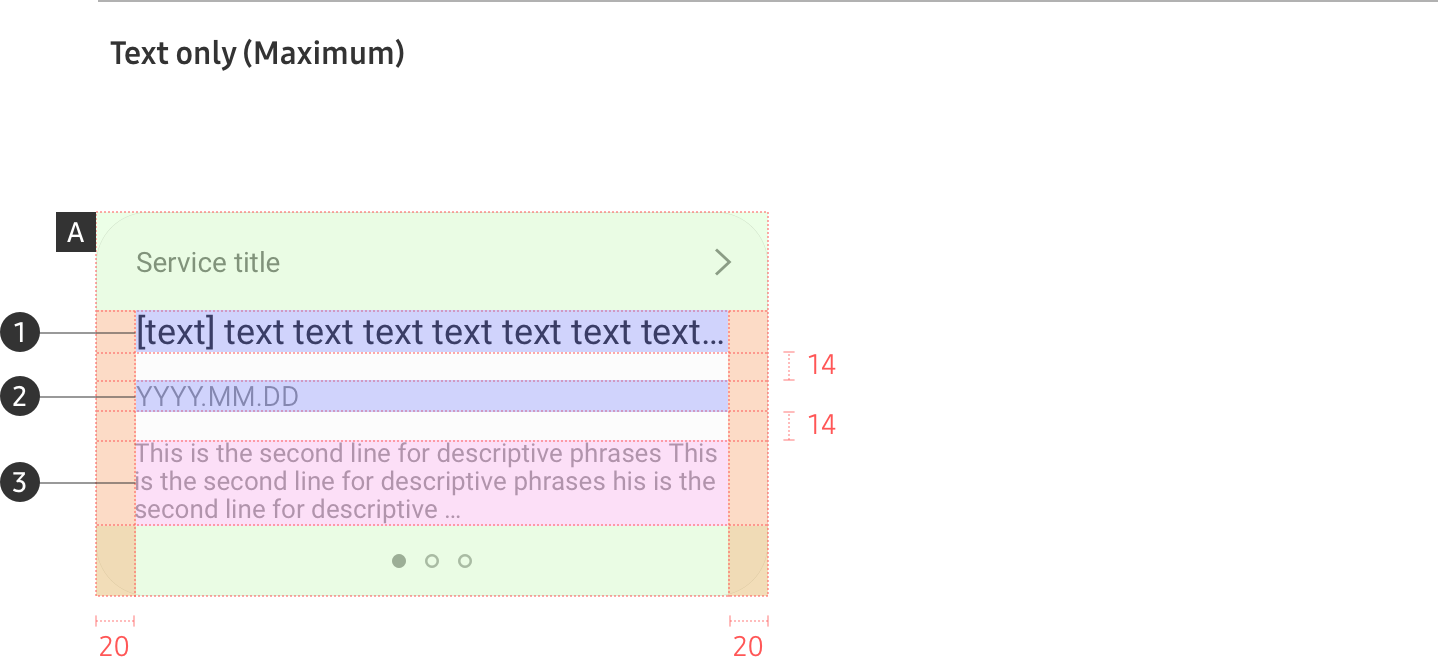 Text only (Maximum)
A
Service title
1
[text] text text text text text text text...
14
2
YYYY.MM.DD
14
This is the second line for descriptive phrases This
3
is the second line for descriptive phrases his is the
second line for descriptive ...
20
20